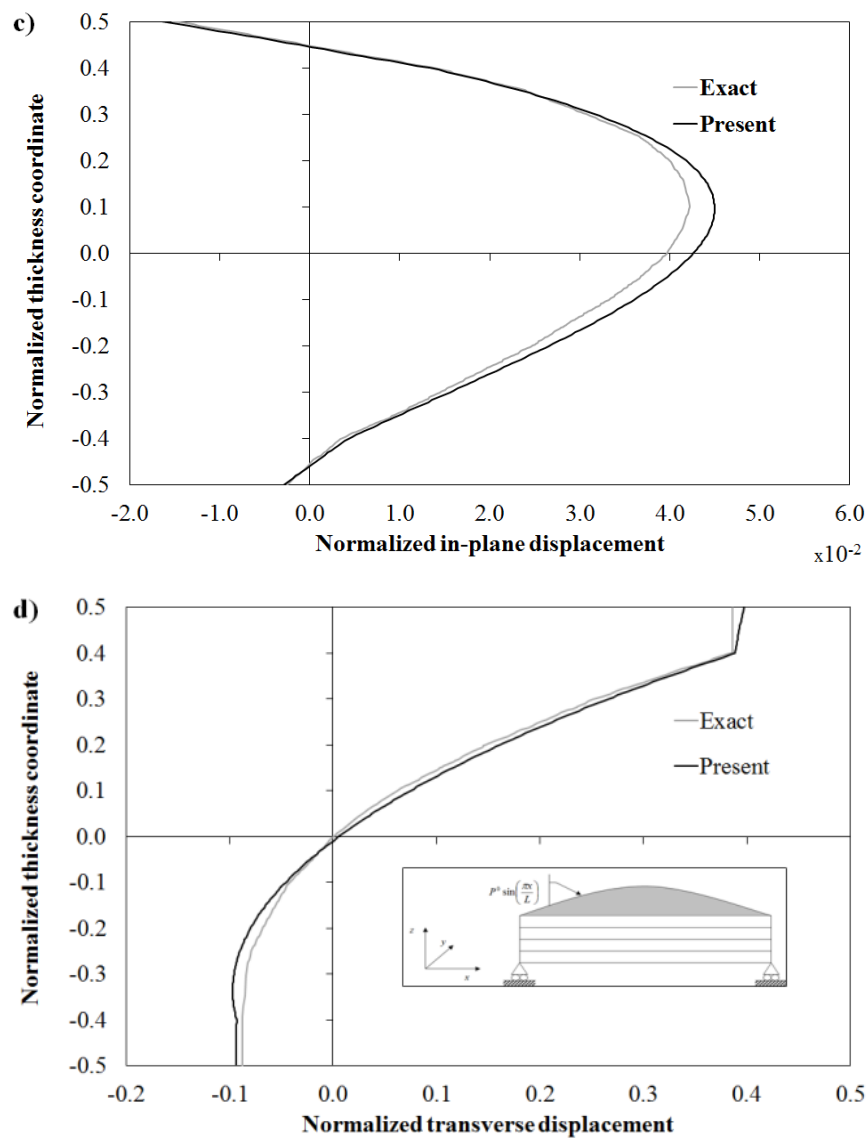 c)
Normalized thickness coordinate
0.5
0.4
0.3
0.2
0.1
0.0
-0.1
-0.2
-0.3
-0.4
-0.5
Exact
Present
-2.0 -1.0 0.0 1.0 2.0 3.0 4.0 5.0 6.0
Normalized in-plane displacement
x10-2
d)
Normalized thickness coordinate
0.5
0.4
0.3
0.2
0.1
0.0
-0.1
-0.2
-0.3
-0.4
-0.5
Exact
Present
P⁰ sin(πx/L)
z
y
x
-0.2 -0.1 0.0 0.1 0.2 0.3 0.4 0.5
Normalized transverse displacement